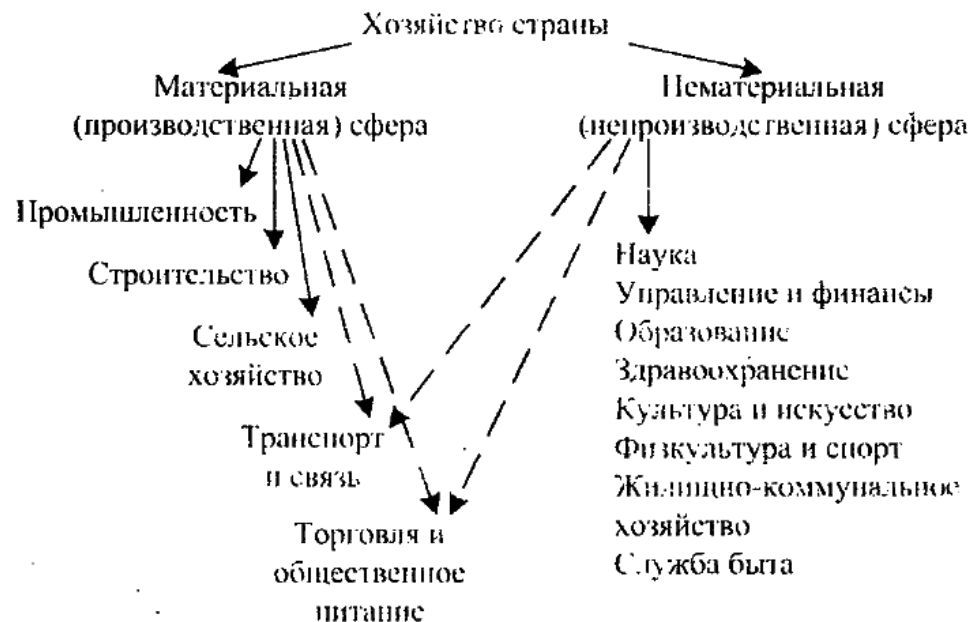 Хозяйство страны
Материальная
(производственная) сфера
Нематериальная
(непроизводственная) сфера
Промышленность
Строительство
Сельское
хозяйство
Транспорт
и связь
Торговля и
общественное
питание
Наука
Управление и финансы
Образование
Здравоохранение
Культура и искусство
Физкультура и спорт
Жилищно-коммунальное
хозяйство
Служба быта